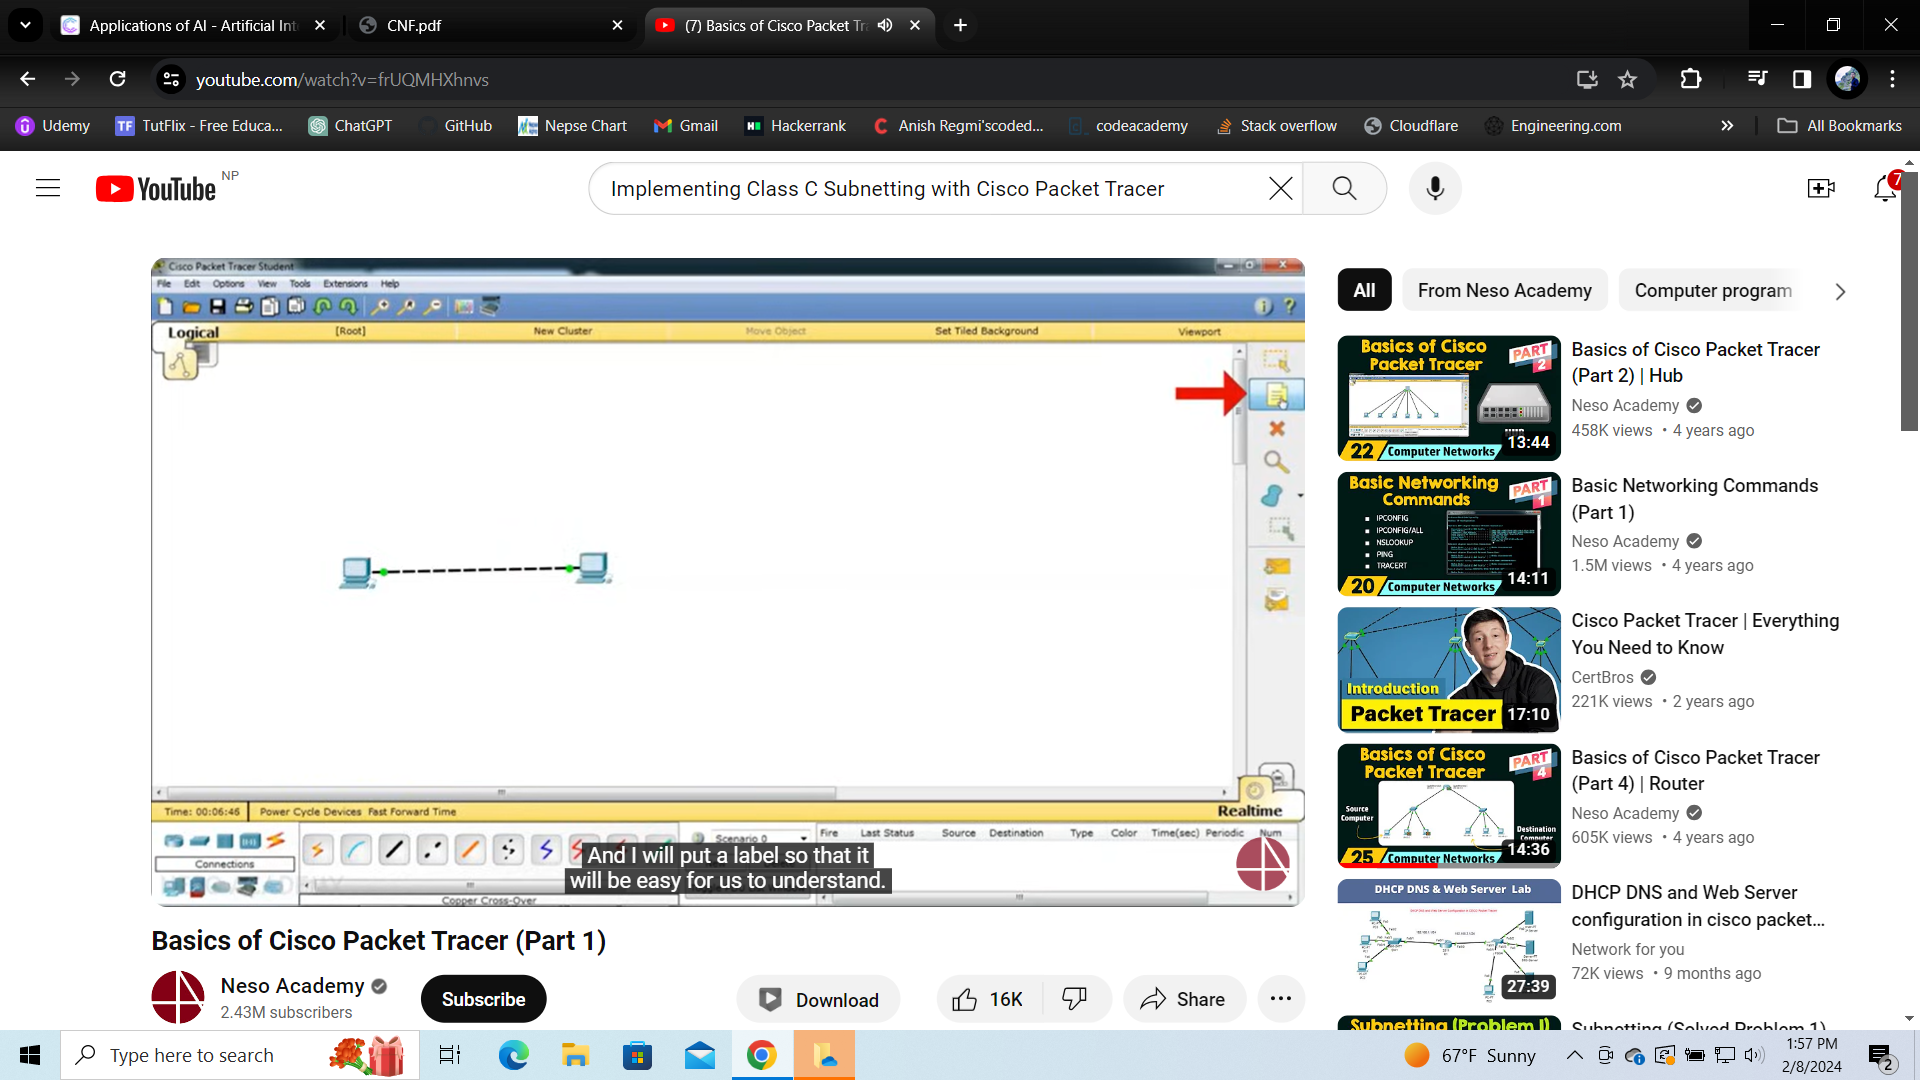 Applications of AI - Artificial Int
CNF.pdf
(7) Basics of Cisco Packet Tra
youtube.com/watch?v=frUQMHXhnvs
Udemy
TutFlix - Free Educa...
ChatGPT
GitHub
Nepse Chart
Gmail
Hackerrank
Anish Regmi'scoded...
codeacademy
Stack overflow
Cloudflare
Engineering.com
All Bookmarks
YouTube NP
Implementing Class C Subnetting with Cisco Packet Tracer
7
Cisco Packet Tracer Student
File Edit Options View Tools Extensions Help
Logical
[Root]
New Cluster
Move Object
Set Tiled Background
Viewport
Time: 00:06:46
Power Cycle Devices Fast Forward Time
Realtime
Connections
Scenario 0
Fire Last Status Source Destination Type Color Time(sec) Periodic Num
Copper Cross-Over
And I will put a label so that it
will be easy for us to understand.
Basics of Cisco Packet Tracer (Part 1)
Neso Academy
2.43M subscribers
Subscribe
Download
16K
Share
All
From Neso Academy
Computer program
Basics of Cisco
Packet Tracer
PART
2
22
Computer Networks
13:44
Basics of Cisco Packet Tracer
(Part 2) | Hub
Neso Academy
458K views • 4 years ago
Basic Networking
Commands
PART
1
IPCONFIG
IPCONFIG/ALL
NSLOOKUP
PING
TRACERT
20
Computer Networks
14:11
Basic Networking Commands
(Part 1)
Neso Academy
1.5M views • 4 years ago
Introduction
Packet Tracer
17:10
Cisco Packet Tracer | Everything
You Need to Know
CertBros
221K views • 2 years ago
Basics of Cisco
Packet Tracer
PART
4
Source
Computer
Destination
Computer
25
Computer Networks
14:36
Basics of Cisco Packet Tracer
(Part 4) | Router
Neso Academy
605K views • 4 years ago
DHCP DNS & Web Server Lab
27:39
DHCP DNS and Web Server
configuration in cisco packet...
Network for you
72K views • 9 months ago
Subnetting (Problem 1)
Subnetting (Solved Problem 1)
Type here to search
67°F Sunny
1:57 PM
2/8/2024
2